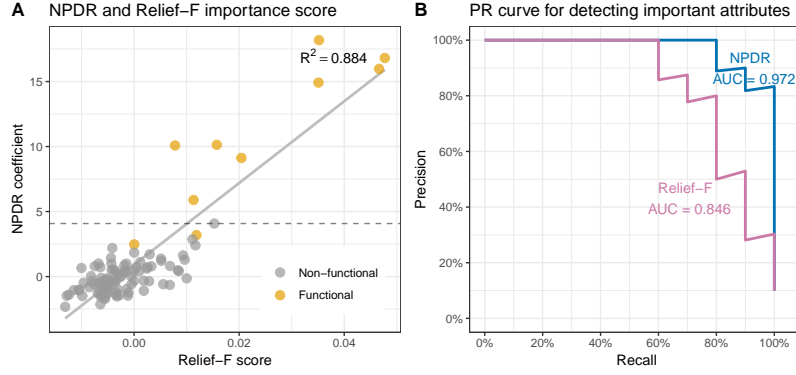 A
NPDR and Relief−F importance score
R² = 0.884
NPDR coefficient
15
10
5
0
Non−functional
Functional
0.00
0.02
0.04
Relief−F score
B
PR curve for detecting important attributes
NPDR
AUC = 0.972
Relief−F
AUC = 0.846
Precision
100%
80%
60%
40%
20%
0%
0%
20%
40%
60%
80%
100%
Recall